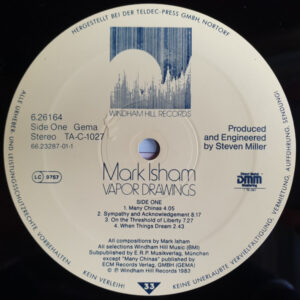 HERGESTELLT BEI DER TELDEC-PRESS GMBH, NORTORF
WINDHAM HILL RECORDS
6.26164
Side One Gema
Stereo TA-C-1027
66.23287-01-1
Produced
and Engineered
by Steven Miller
LC 9757
DMM
Mark Isham
VAPOR DRAWINGS
SIDE ONE
1. Many Chinas 4:05
2. Sympathy and Acknowledgement 8:17
3. On the Threshold of Liberty 7:27
4. When Things Dream 2:43
All compositions by Mark Isham
All selections Windham Hill Music (BMI)
Subpublished by E.R.P. Musikverlag, München
except "Many Chinas" published by
ECM Records Verlag, GMBH (GEMA)
Ⓟ Windham Hill Records 1983
ALLE URHEBER- UND LEISTUNGSSCHUTZRECHTE VORBEHALTEN
KEIN VERLEIH!
33
KEINE UNERLAUBTE VERVIELFÄLTIGUNG, VERMIETUNG, AUFFÜHRUNG, SENDUNG!